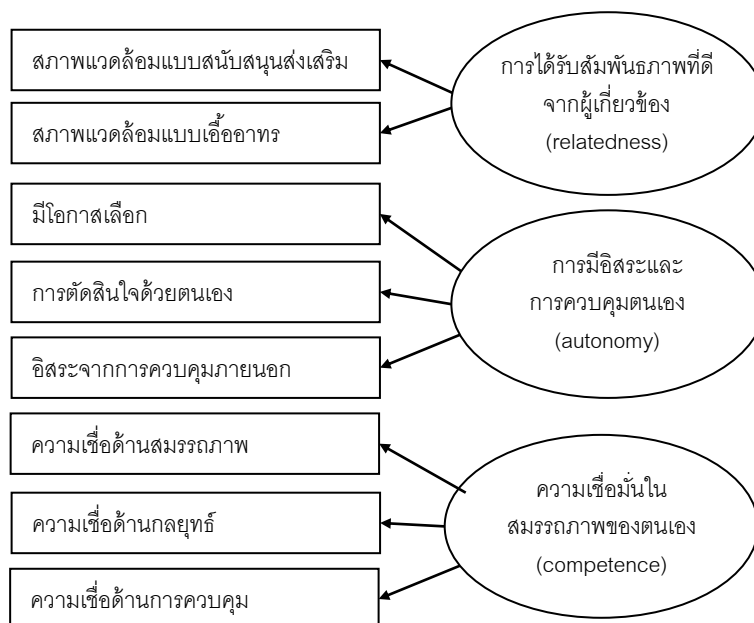 สภาพแวดล้อมแบบสนับสนุนส่งเสริม
สภาพแวดล้อมแบบเอื้ออาทร
มีโอกาสเลือก
การตัดสินใจด้วยตนเอง
อิสระจากการควบคุมภายนอก
ความเชื่อด้านสมรรถภาพ
ความเชื่อด้านกลยุทธ์
ความเชื่อด้านการควบคุม
การได้รับสัมพันธภาพที่ดี
จากผู้เกี่ยวข้อง
(relatedness)
การมีอิสระและ
การควบคุมตนเอง
(autonomy)
ความเชื่อมั่นใน
สมรรถภาพของตนเอง
(competence)